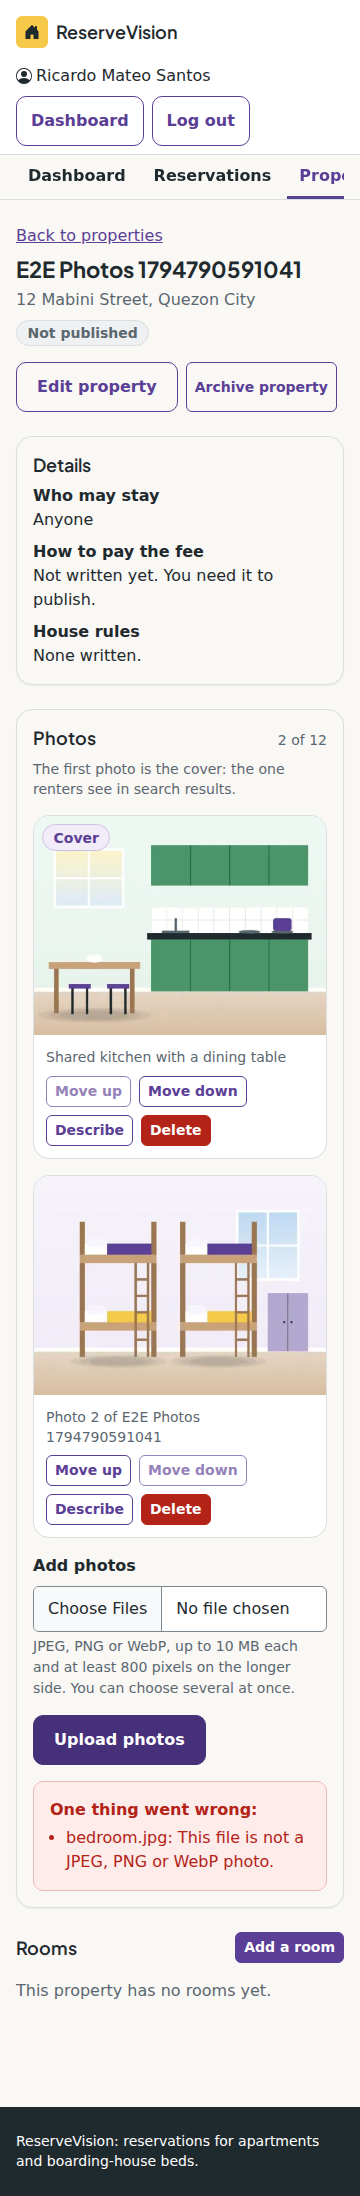 ReserveVision
Ricardo Mateo Santos
Dashboard
Log out
Dashboard
Reservations
Back to properties
E2E Photos 1794790591041
12 Mabini Street, Quezon City
Not published
Edit property
Archive property
Details
Who may stay
Anyone
How to pay the fee
Not written yet. You need it to
publish.
House rules
None written.
Photos
2 of 12
The first photo is the cover: the one
renters see in search results.
Cover
Shared kitchen with a dining table
Move up
Move down
Describe
Delete
Photo 2 of E2E Photos
1794790591041
Move up
Move down
Describe
Delete
Add photos
Choose Files
No file chosen
JPEG, PNG or WebP, up to 10 MB each
and at least 800 pixels on the longer
side. You can choose several at once.
Upload photos
One thing went wrong:
• bedroom.jpg: This file is not a
JPEG, PNG or WebP photo.
Rooms
Add a room
This property has no rooms yet.
ReserveVision: reservations for apartments
and boarding-house beds.